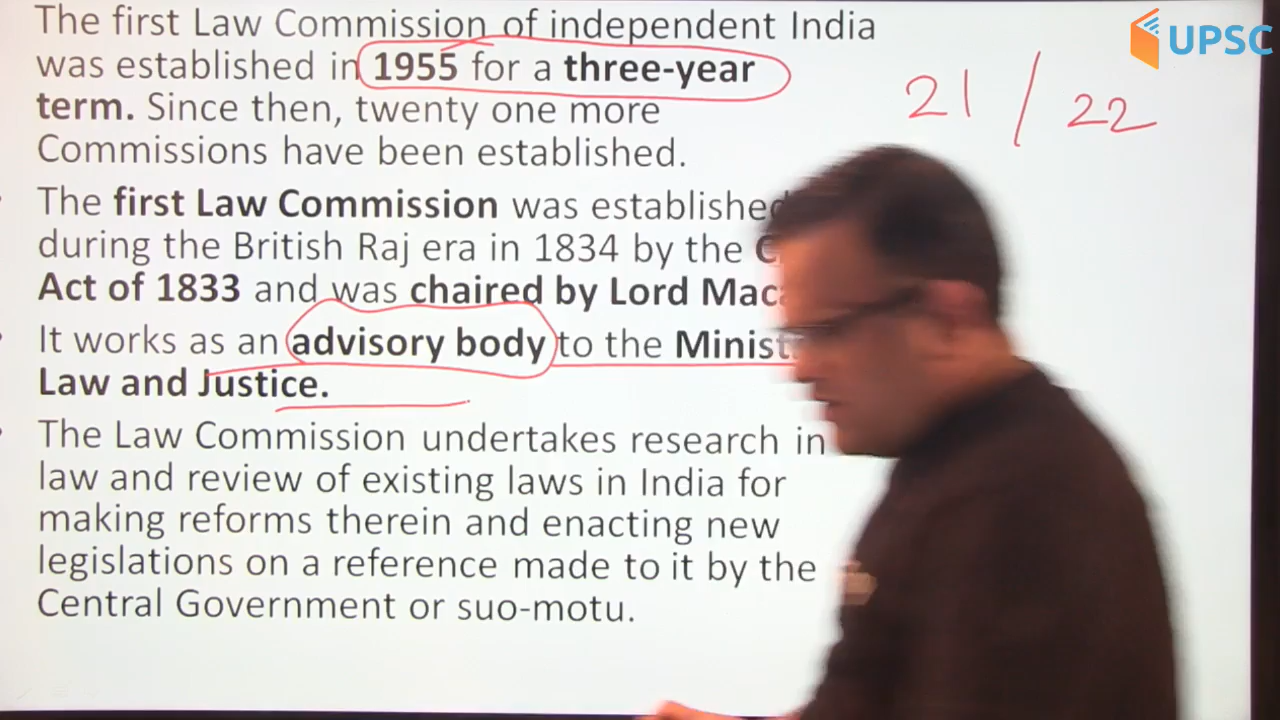 The first Law Commission of independent India
was established in 1955 for a three-year
term. Since then, twenty one more
Commissions have been established.
The first Law Commission was established
during the British Raj era in 1834 by the
Act of 1833 and was chaired by Lord
It works as an advisory body to the
Law and Justice.
The Law Commission undertakes research in
law and review of existing laws in India for
making reforms therein and enacting new
legislations on a reference made to it by the
Central Government or suo-motu.
21 / 22
UPSC